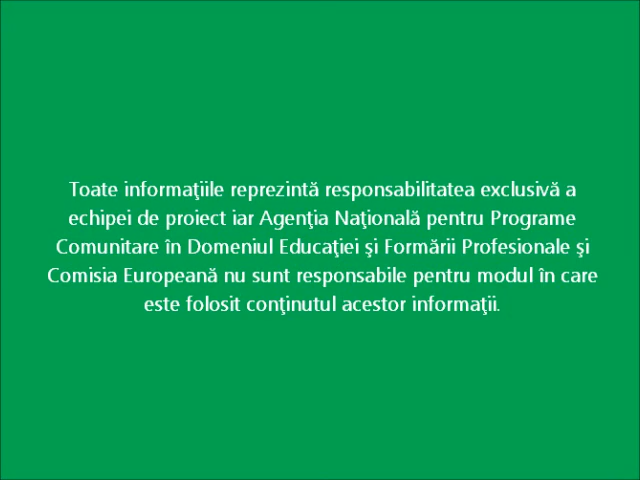 Toate informaţiile reprezintă responsabilitatea exclusivă a
echipei de proiect iar Agenţia Naţională pentru Programe
Comunitare în Domeniul Educaţiei şi Formării Profesionale şi
Comisia Europeană nu sunt responsabile pentru modul în care
este folosit conţinutul acestor informaţii.